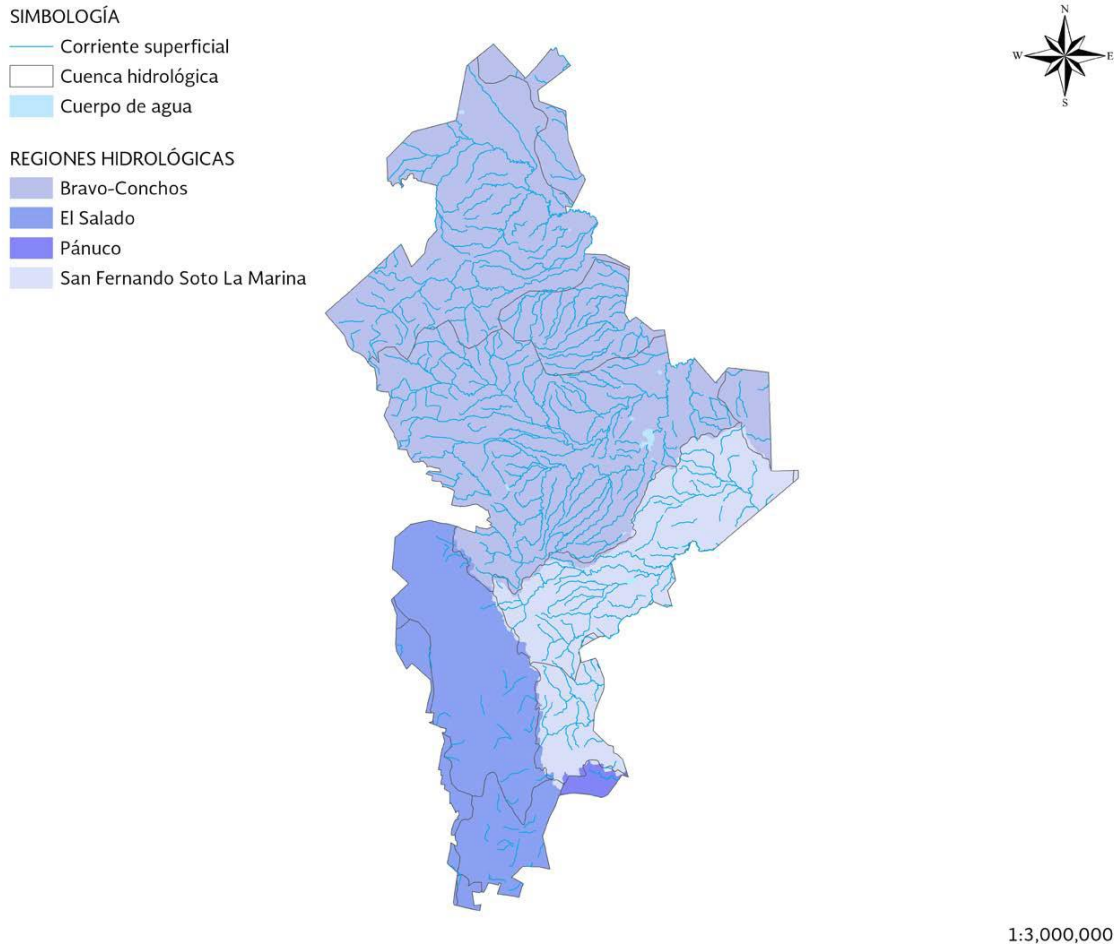 SIMBOLOGÍA
Corriente superficial
Cuenca hidrológica
Cuerpo de agua
REGIONES HIDROLÓGICAS
Bravo-Conchos
El Salado
Pánuco
San Fernando Soto La Marina
N
W
E
S
1:3,000,000